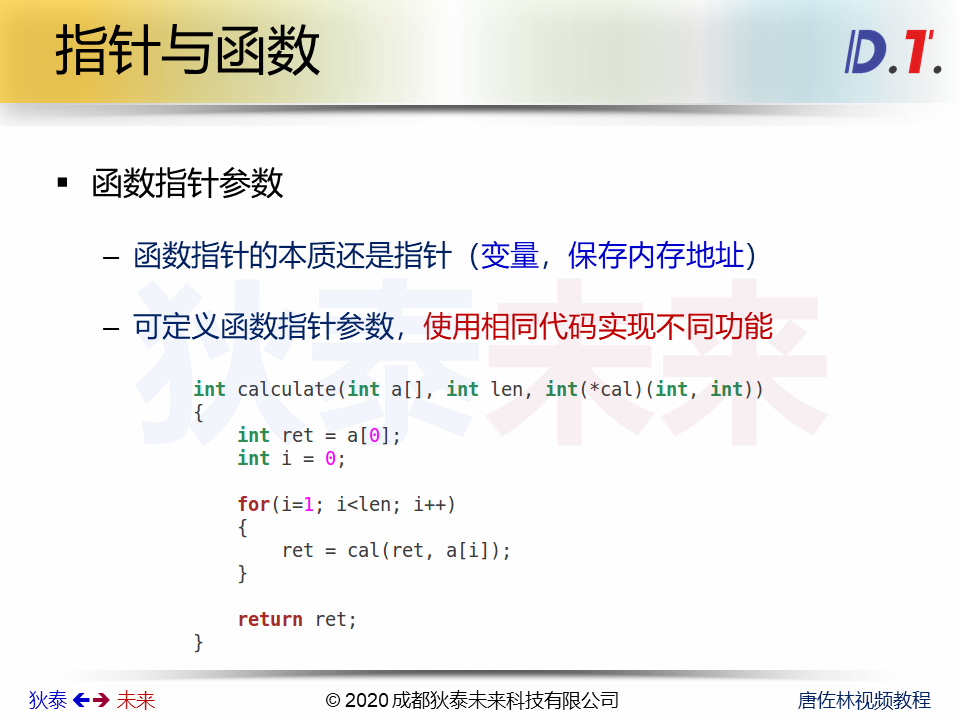 指针与函数
D.T.
▪ 函数指针参数
– 函数指针的本质还是指针（变量，保存内存地址）
– 可定义函数指针参数，使用相同代码实现不同功能
狄泰未来
int calculate(int a[], int len, int(*cal)(int, int))
{
    int ret = a[0];
    int i = 0;

    for(i=1; i<len; i++)
    {
        ret = cal(ret, a[i]);
    }

    return ret;
}
狄泰 未来
© 2020 成都狄泰未来科技有限公司
唐佐林视频教程